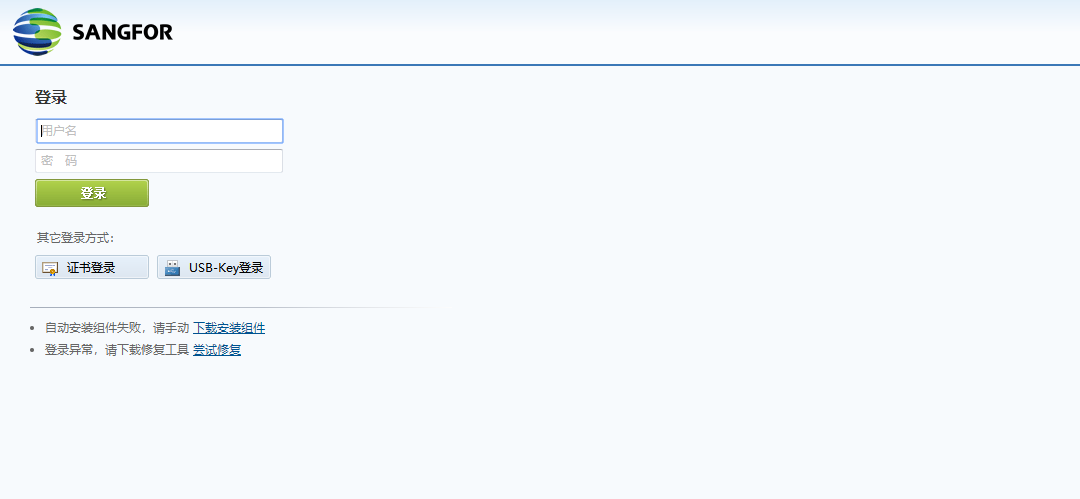 SANGFOR
登录
用户名
密 码
登录
其它登录方式:
证书登录 USB-Key登录
自动安装组件失败，请手动 下载安装组件
登录异常，请下载修复工具 尝试修复